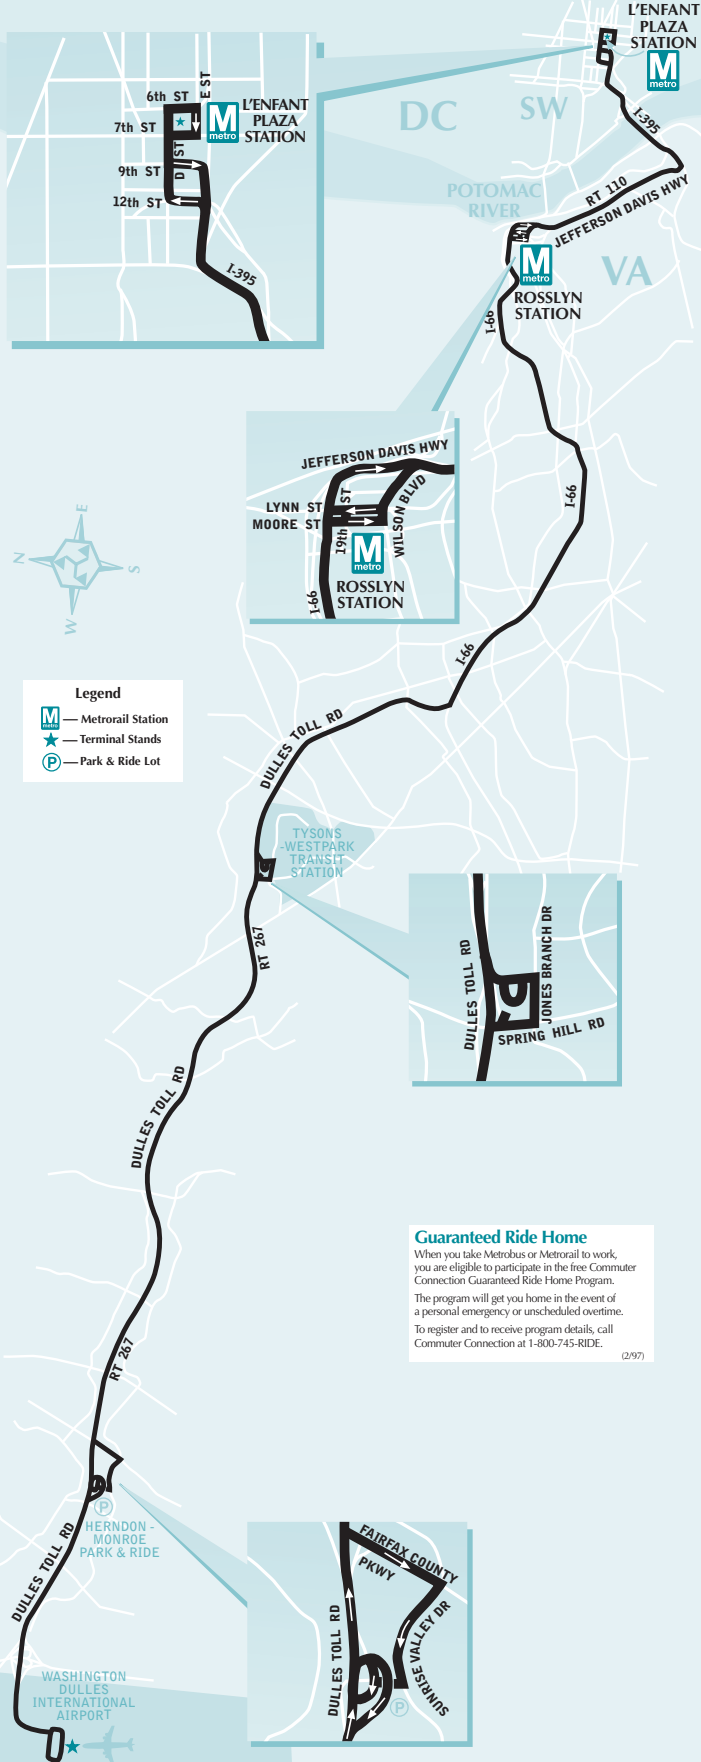 L'ENFANT
PLAZA
STATION
M
metro
DC
SW
I-395
POTOMAC
RIVER
RT 110
JEFFERSON DAVIS HWY
VA
M
metro
ROSSLYN
STATION
I-66
6th ST
E ST
7th ST
D ST
9th ST
12th ST
M
metro
L'ENFANT
PLAZA
STATION
I-395
JEFFERSON DAVIS HWY
LYNN ST
MOORE ST
19th ST
WILSON BLVD
M
metro
ROSSLYN
STATION
I-66
I-66
N
E
S
W
I-66
Legend
M
metro
— Metrorail Station
— Terminal Stands
P — Park & Ride Lot
DULLES TOLL RD
TYSONS
-WESTPARK
TRANSIT
STATION
RT 267
DULLES TOLL RD
JONES BRANCH DR
SPRING HILL RD
DULLES TOLL RD
Guaranteed Ride Home
When you take Metrobus or Metrorail to work,
you are eligible to participate in the free Commuter
Connection Guaranteed Ride Home Program.
The program will get you home in the event of
a personal emergency or unscheduled overtime.
To register and to receive program details, call
Commuter Connection at 1-800-745-RIDE.
(2/97)
RT 267
P
HERNDON -
MONROE
PARK & RIDE
DULLES TOLL RD
FAIRFAX COUNTY
PKWY
DULLES TOLL RD
SUNRISE VALLEY DR
P
WASHINGTON
DULLES
INTERNATIONAL
AIRPORT